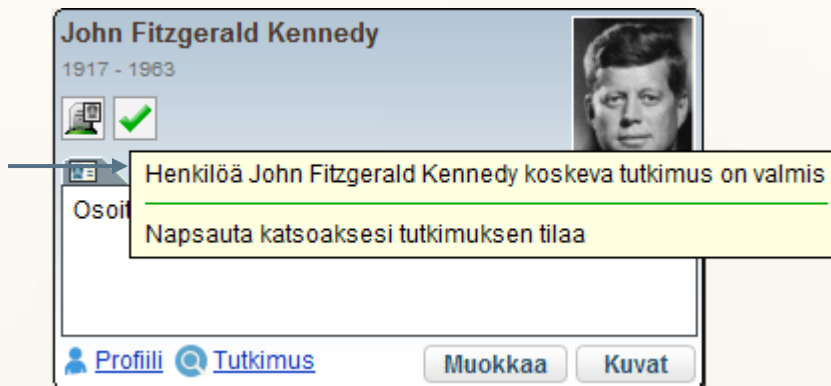 John Fitzgerald Kennedy
1917 - 1963
Henkilöä John Fitzgerald Kennedy koskeva tutkimus on valmis
Osoit
Napsauta katsoaksesi tutkimuksen tilaa
Profiili Tutkimus Muokkaa Kuvat